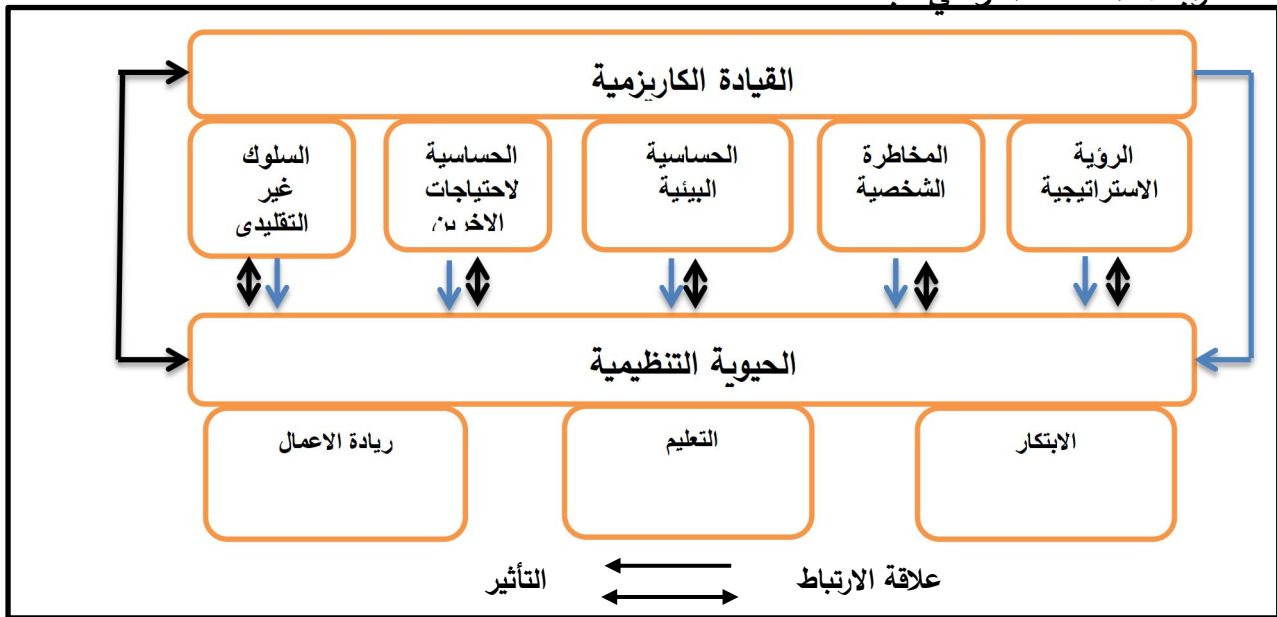 القيادة الكاريزمية
الرؤية
الاستراتيجية
المخاطرة
الشخصية
الحساسية
البيئية
الحساسية
لاحتياجات
الاخرين
السلوك
غير
التقليدى
الحيوية التنظيمية
الابتكار
التعليم
ريادة الاعمال
علاقة الارتباط
التأثير